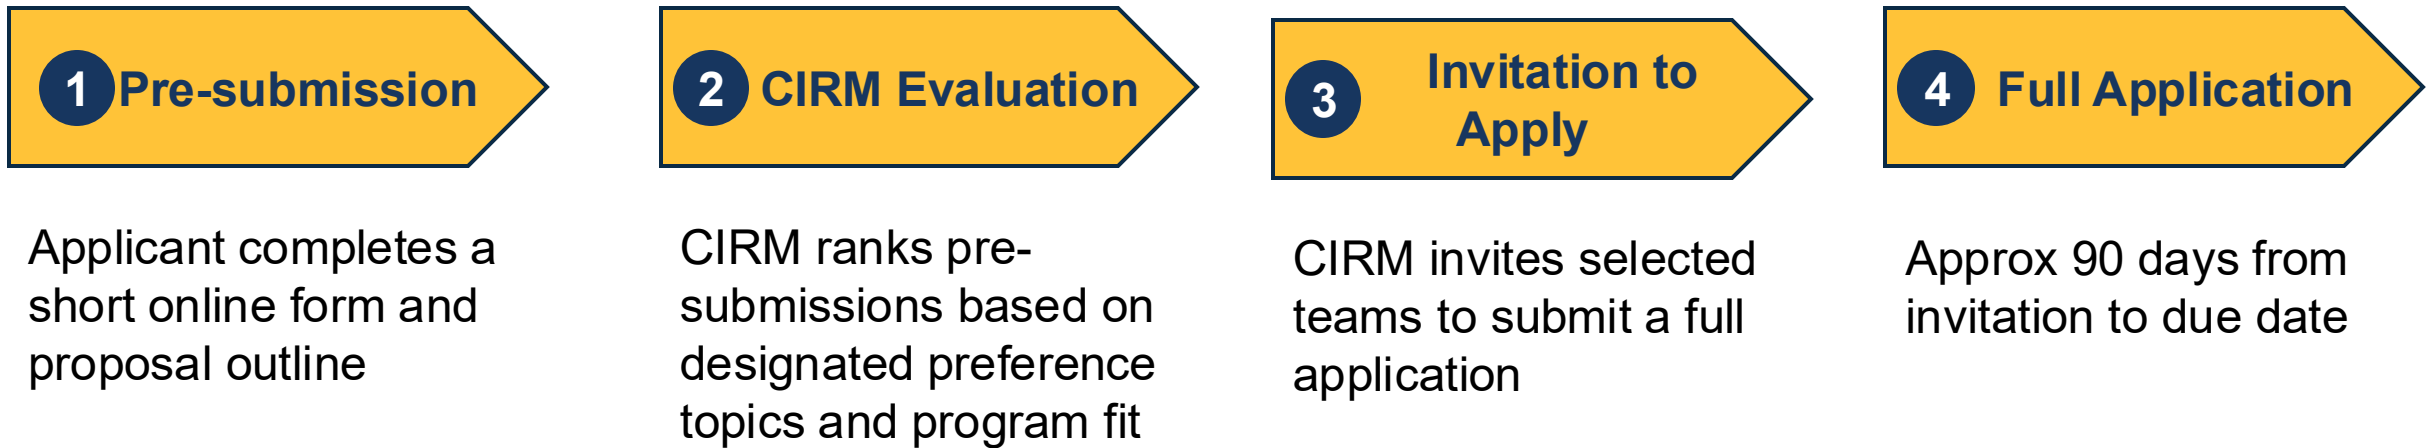 1 Pre-submission
Applicant completes a
short online form and
proposal outline
2 CIRM Evaluation
CIRM ranks pre-
submissions based on
designated preference
topics and program fit
3 Invitation to
Apply
CIRM invites selected
teams to submit a full
application
4 Full Application
Approx 90 days from
invitation to due date